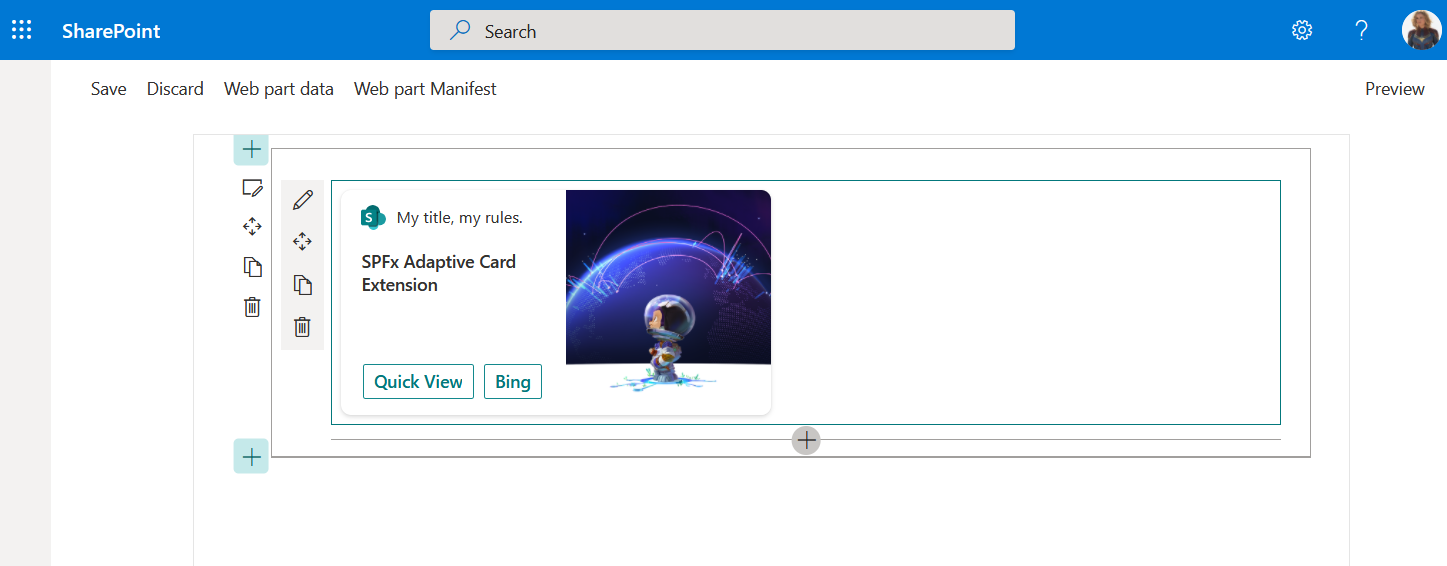 SharePoint
Search
?
Save Discard Web part data Web part Manifest Preview
S My title, my rules.
SPFx Adaptive Card
Extension
Quick View Bing